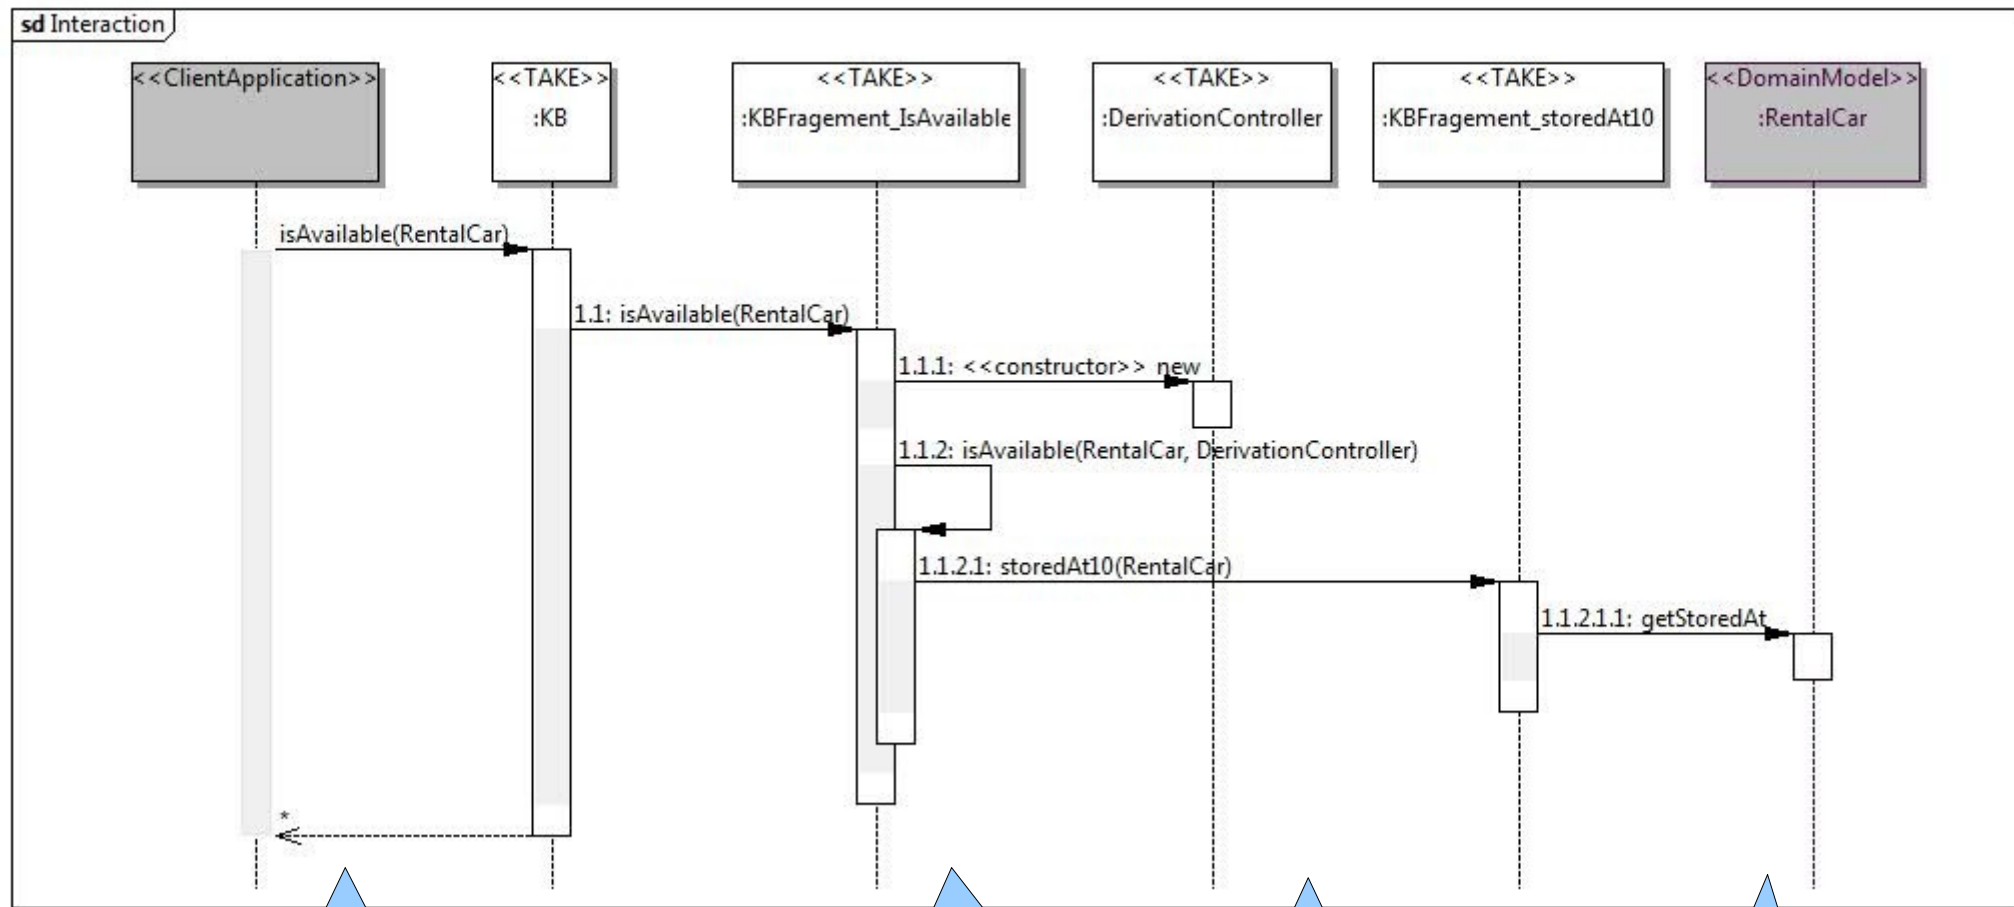 sd Interaction
<<ClientApplication>>
<<TAKE>>
:KB
<<TAKE>>
:KBFragement_IsAvailable
<<TAKE>>
:DerivationController
<<TAKE>>
:KBFragement_storedAt10
<<DomainModel>>
:RentalCar
isAvailable(RentalCar)
1.1: isAvailable(RentalCar)
1.1.1: <<constructor>> new
1.1.2: isAvailable(RentalCar, DerivationController)
1.1.2.1: storedAt10(RentalCar)
1.1.2.1.1: getStoredAt
*